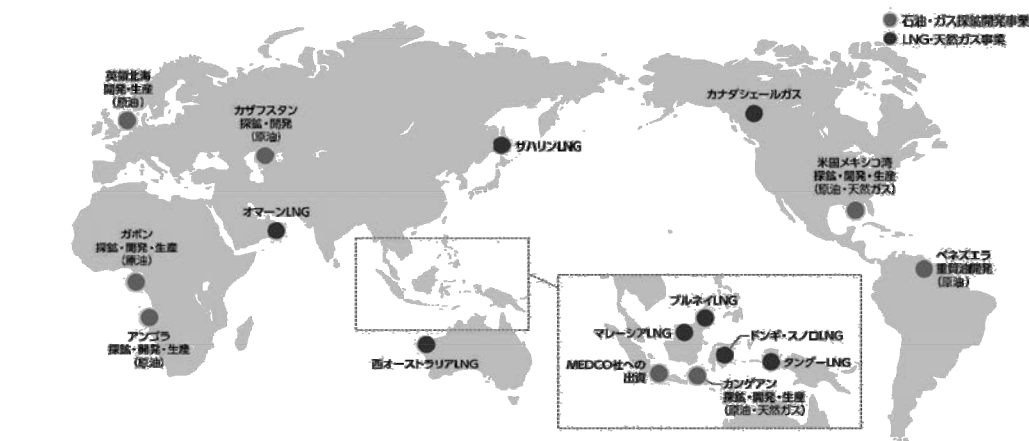 石油・ガス探鉱開発事業
LNG・天然ガス事業
英領北海
開発・生産
(原油)
カザフスタン
探鉱・開発
(原油)
サハリンLNG
カナダシェールガス
米国メキシコ湾
探鉱・開発・生産
(原油・天然ガス)
オマーンLNG
ガボン
探鉱・開発・生産
(原油)
ベネズエラ
重質油開発
(原油)
アンゴラ
探鉱・開発・生産
(原油)
西オーストラリアLNG
ブルネイLNG
マレーシアLNG
ドンギ・スノロLNG
MEDCO社への
出資
タングーLNG
カンゲアン
探鉱・開発・生産
(原油・天然ガス)